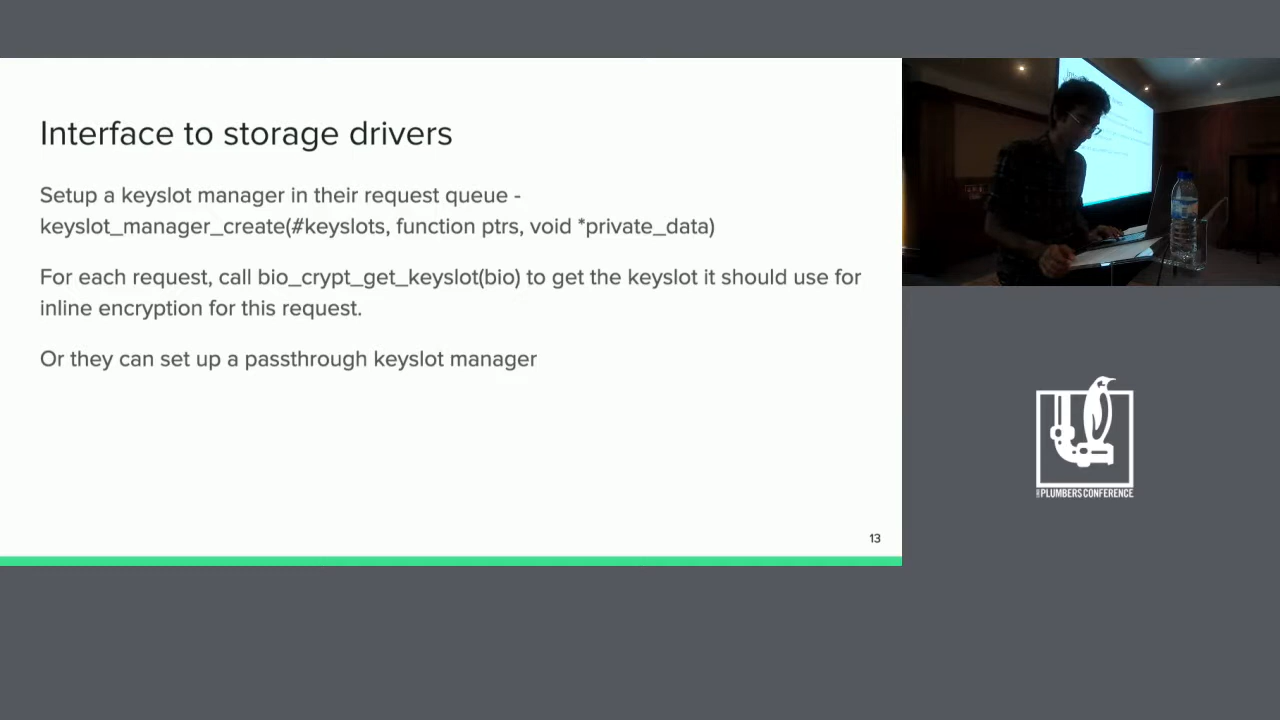 Interface to storage drivers
Setup a keyslot manager in their request queue -
keyslot_manager_create(#keyslots, function ptrs, void *private_data)
For each request, call bio_crypt_get_keyslot(bio) to get the keyslot it should use for
inline encryption for this request.
Or they can set up a passthrough keyslot manager
13
PLUMBERS CONFERENCE